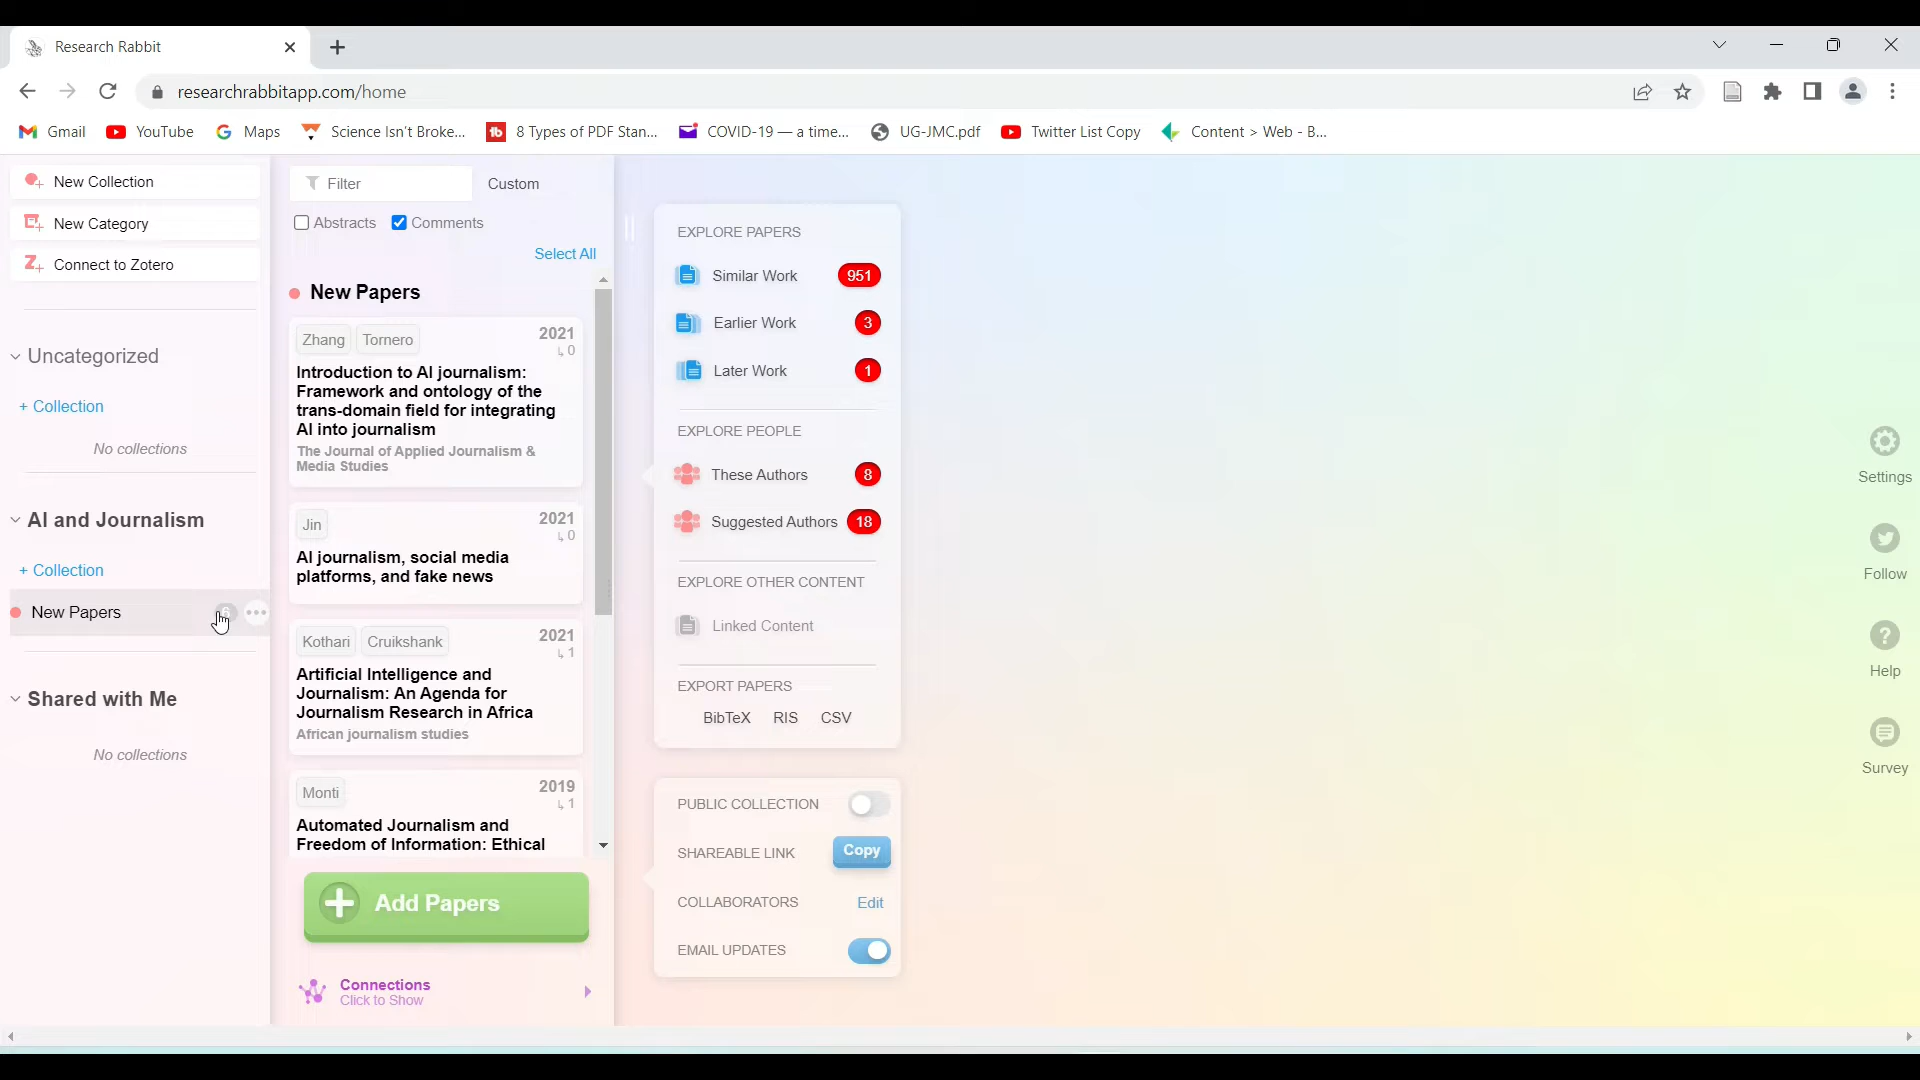 Research Rabbit
researchrabbitapp.com/home
Gmail YouTube Maps Science Isn't Broke... 8 Types of PDF Stan... COVID-19 — a time... UG-JMC.pdf Twitter List Copy Content > Web - B...
New Collection
New Category
Connect to Zotero
Uncategorized
+ Collection
No collections
AI and Journalism
+ Collection
New Papers 6
Shared with Me
No collections
Filter Custom
Abstracts Comments
Select All
New Papers
Zhang Tornero 2021
0
Introduction to AI journalism:
Framework and ontology of the
trans-domain field for integrating
AI into journalism
The Journal of Applied Journalism &
Media Studies
Jin 2021
0
AI journalism, social media
platforms, and fake news
Kothari Cruikshank 2021
1
Artificial Intelligence and
Journalism: An Agenda for
Journalism Research in Africa
African journalism studies
Monti 2019
1
Automated Journalism and
Freedom of Information: Ethical
Add Papers
Connections
Click to Show
EXPLORE PAPERS
Similar Work 951
Earlier Work 3
Later Work 1
EXPLORE PEOPLE
These Authors 8
Suggested Authors 18
EXPLORE OTHER CONTENT
Linked Content
EXPORT PAPERS
BibTeX RIS CSV
PUBLIC COLLECTION
SHAREABLE LINK Copy
COLLABORATORS Edit
EMAIL UPDATES
Settings
Follow
Help
Survey